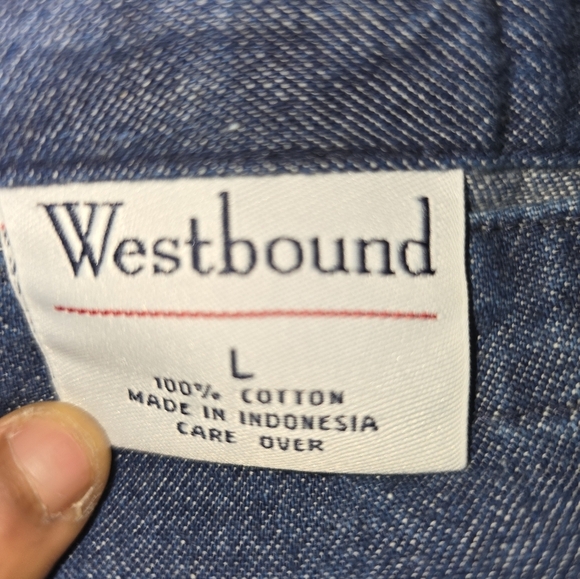 Westbound
L
100% COTTON
MADE IN INDONESIA
CARE OVER